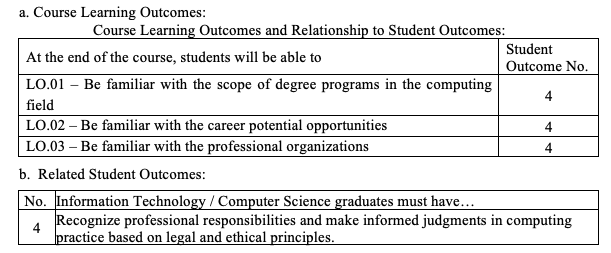 a. Course Learning Outcomes:
Course Learning Outcomes and Relationship to Student Outcomes:
At the end of the course, students will be able to
Student
Outcome No.
LO.01 – Be familiar with the scope of degree programs in the computing
field
4
LO.02 – Be familiar with the career potential opportunities
4
LO.03 – Be familiar with the professional organizations
4
b. Related Student Outcomes:
No. Information Technology / Computer Science graduates must have…
4
Recognize professional responsibilities and make informed judgments in computing
practice based on legal and ethical principles.